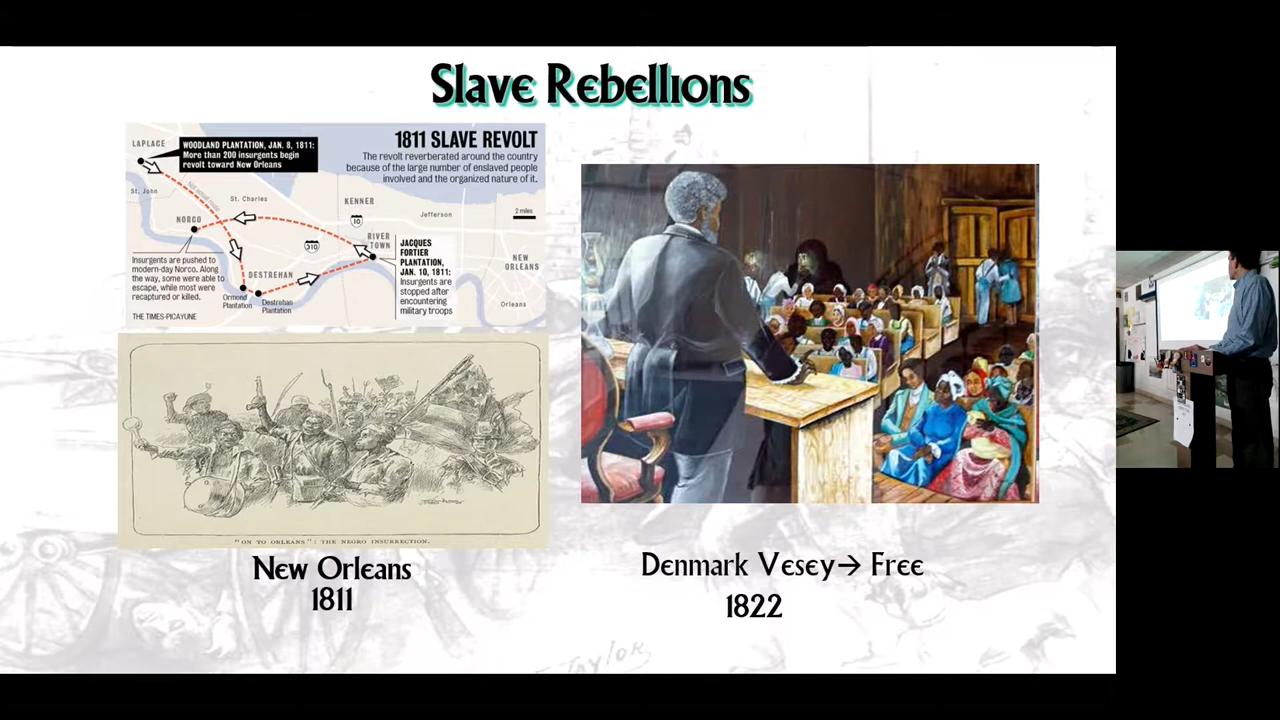 Slave Rebellions
1811 SLAVE REVOLT
The revolt reverberated around the country
because of the large number of enslaved people
involved and the organized nature of it.
LAPLACE
WOODLAND PLANTATION, JAN. 8, 1811:
More than 200 insurgents begin
revolt toward New Orleans
St. John
St. Charles
KENNER
10
Jefferson
2 miles
NORCO
RIVER
TOWN
310
JACQUES
FORTIER
PLANTATION,
JAN. 10, 1811:
Insurgents are
stopped after
encountering
military troops
NEW
ORLEANS
Orleans
Insurgents are pushed to
modern-day Norco. Along
the way, some were able to
escape, while most were
recaptured or killed.
DESTREHAN
Ormond
Plantation
Destrehan
Plantation
THE TIMES-PICAYUNE
"ON TO ORLEANS": THE NEGRO INSURRECTION.
New Orleans
1811
Denmark Vesey→ Free
1822
Taylor